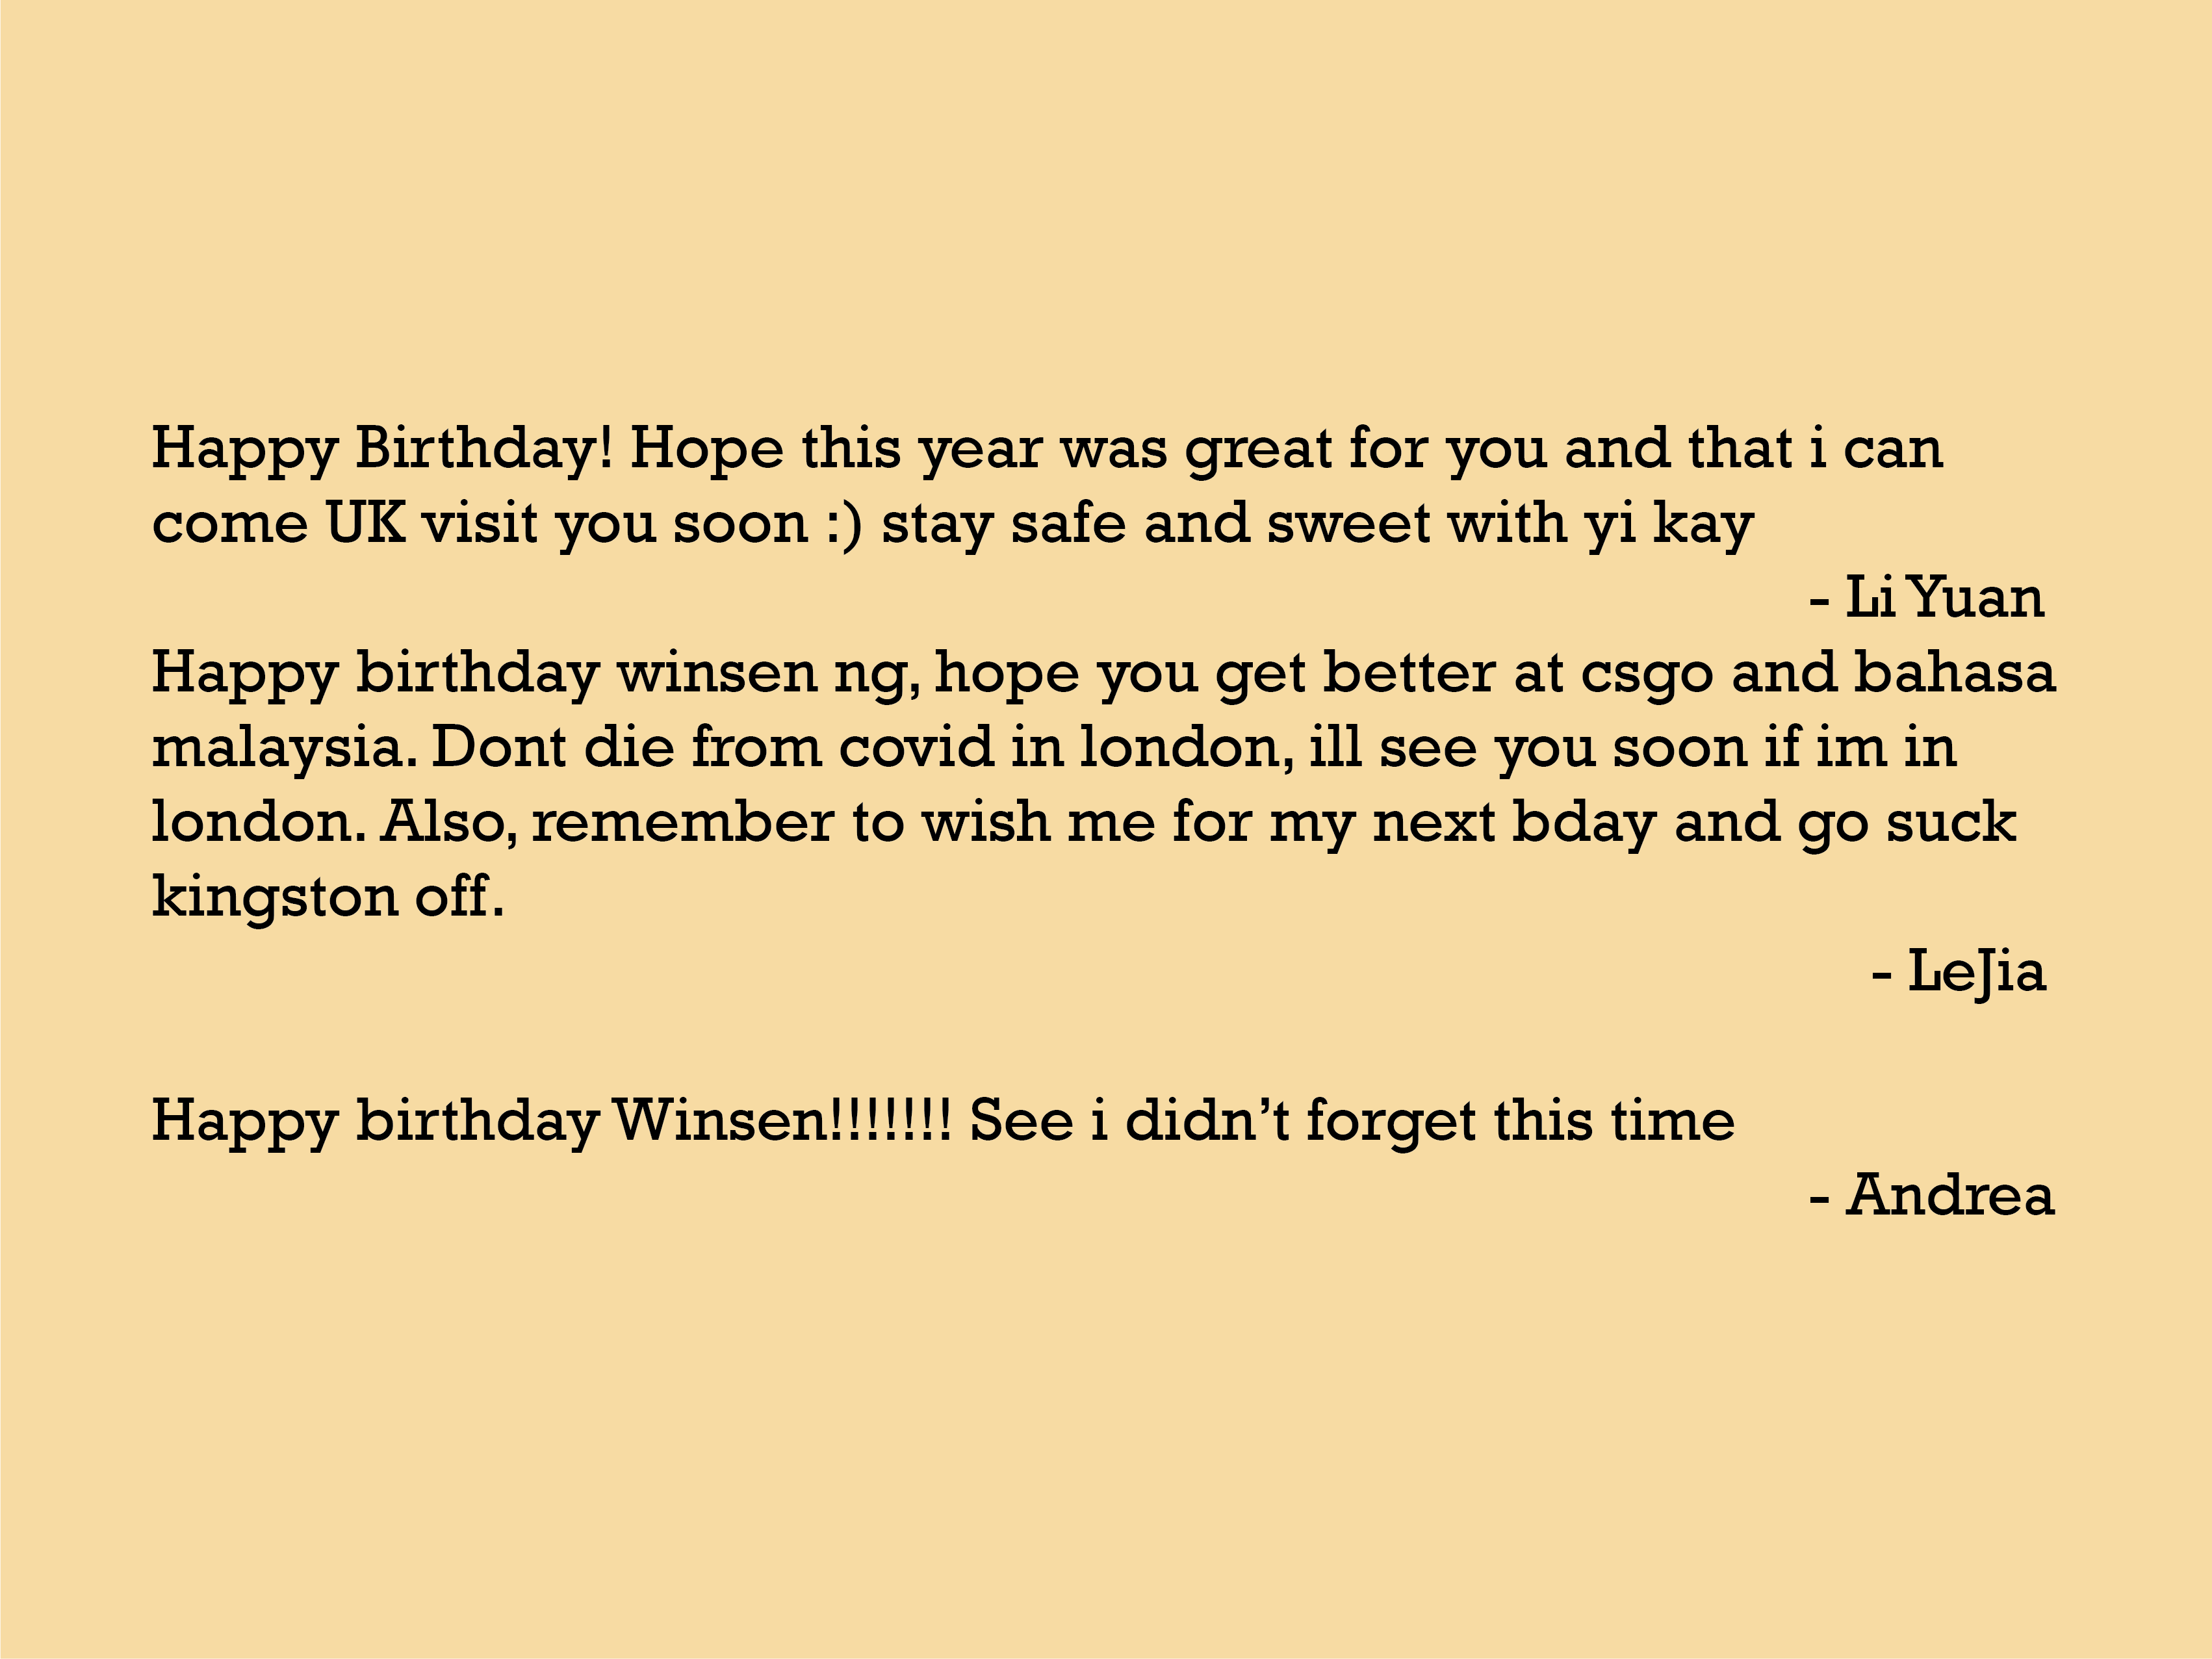 Happy Birthday! Hope this year was great for you and that i can
come UK visit you soon :) stay safe and sweet with yi kay
- Li Yuan
Happy birthday winsen ng, hope you get better at csgo and bahasa
malaysia. Dont die from covid in london, ill see you soon if im in
london. Also, remember to wish me for my next bday and go suck
kingston off.
- LeJia
Happy birthday Winsen!!!!!!! See i didn’t forget this time
- Andrea